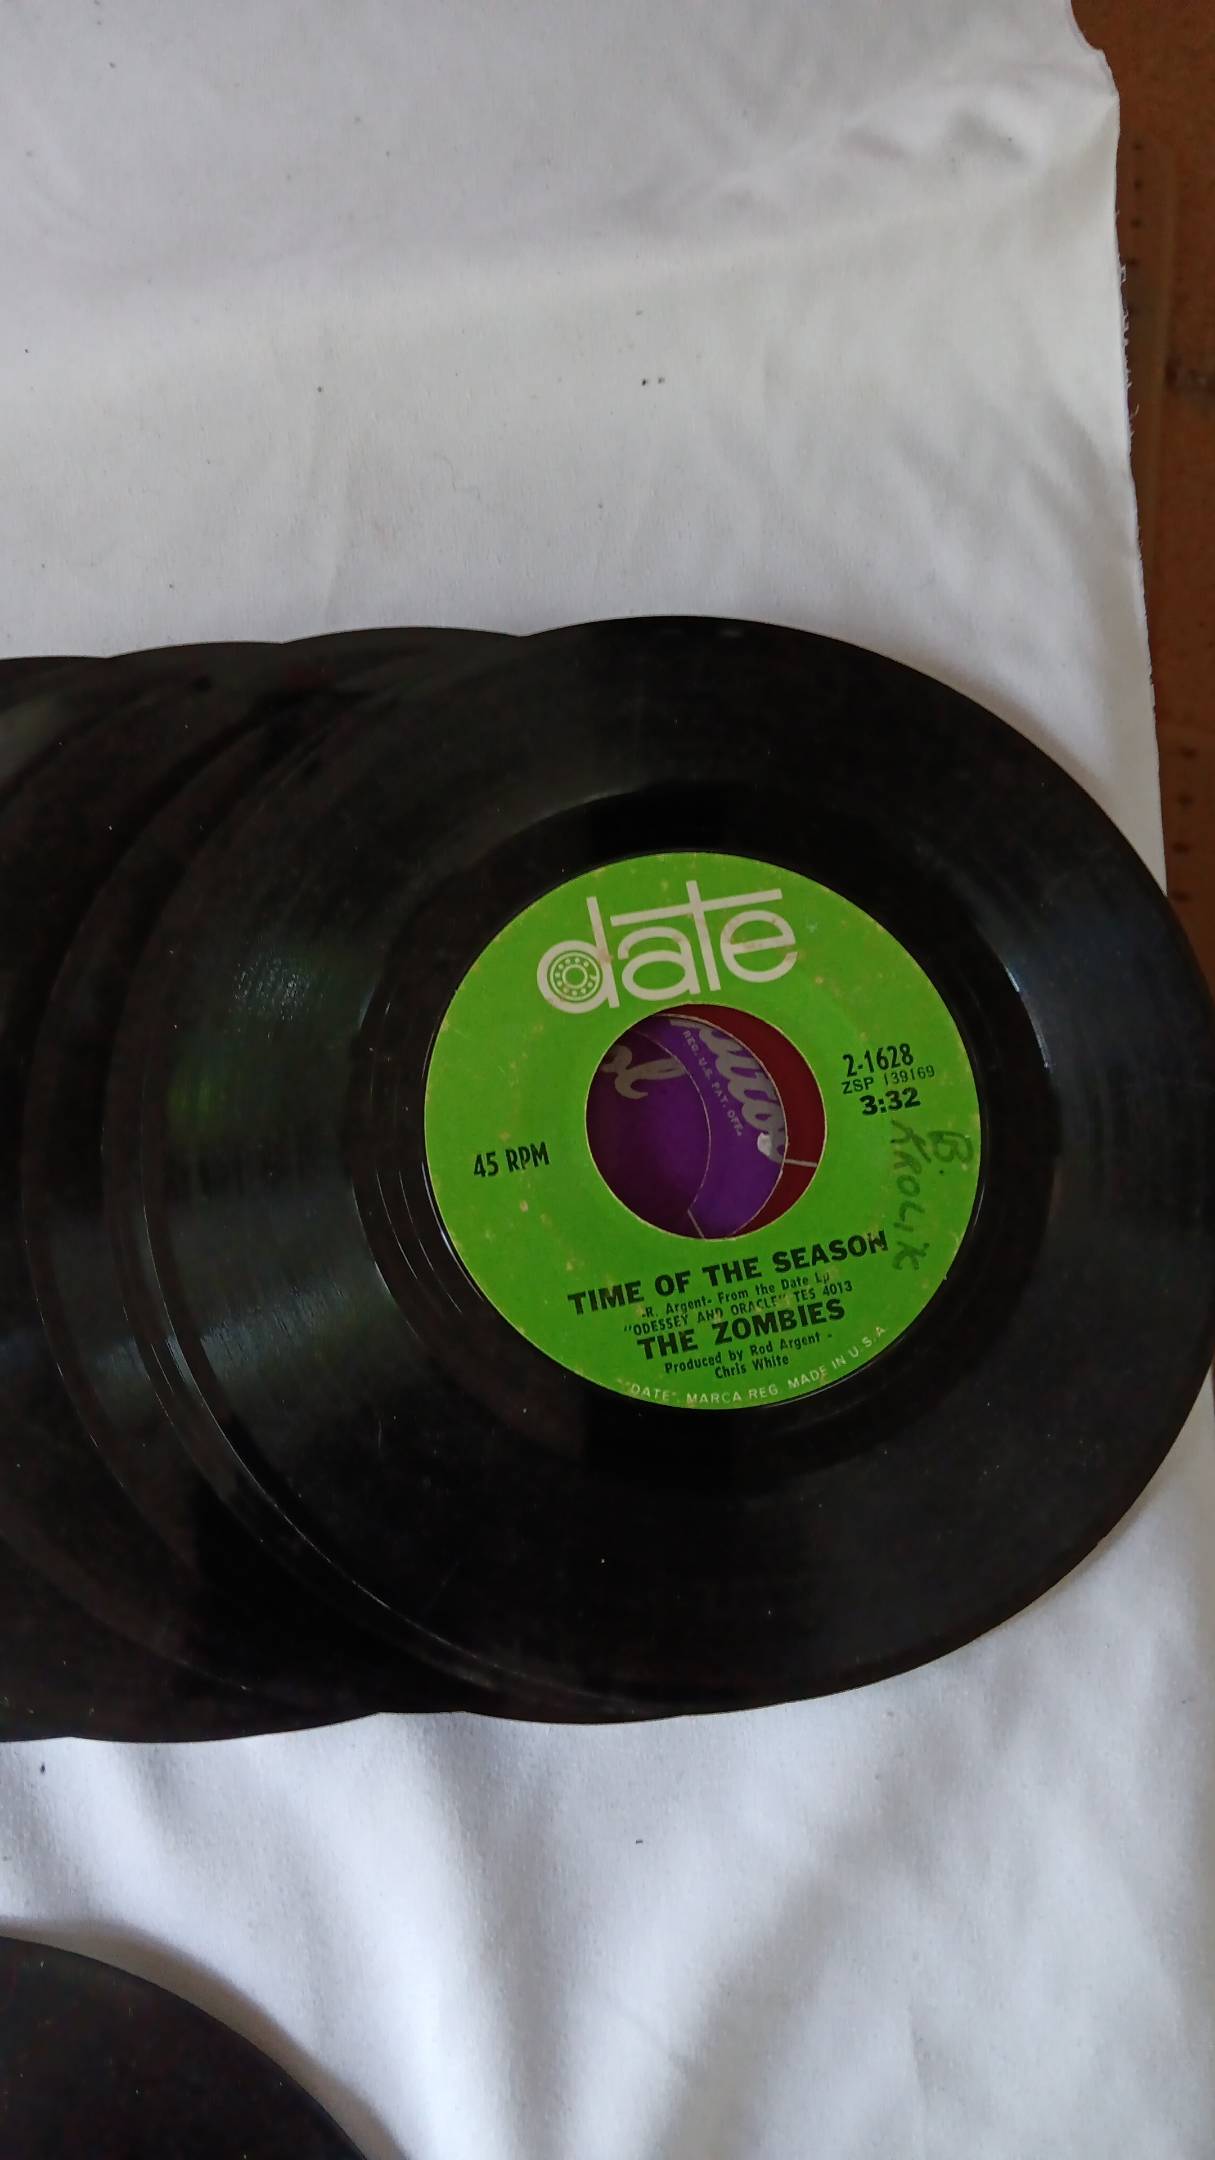 date
2-1628
ZSP 139169
3:32
45 RPM
B.
KROLIK
REG. U.S. PAT. OFF.
TIME OF THE SEASON
-R. Argent- From the Date Lp
"ODESSEY AND ORACLE" TES 4013
THE ZOMBIES
Produced by Rod Argent -
Chris White
"DATE", MARCA REG. MADE IN U.S.A.